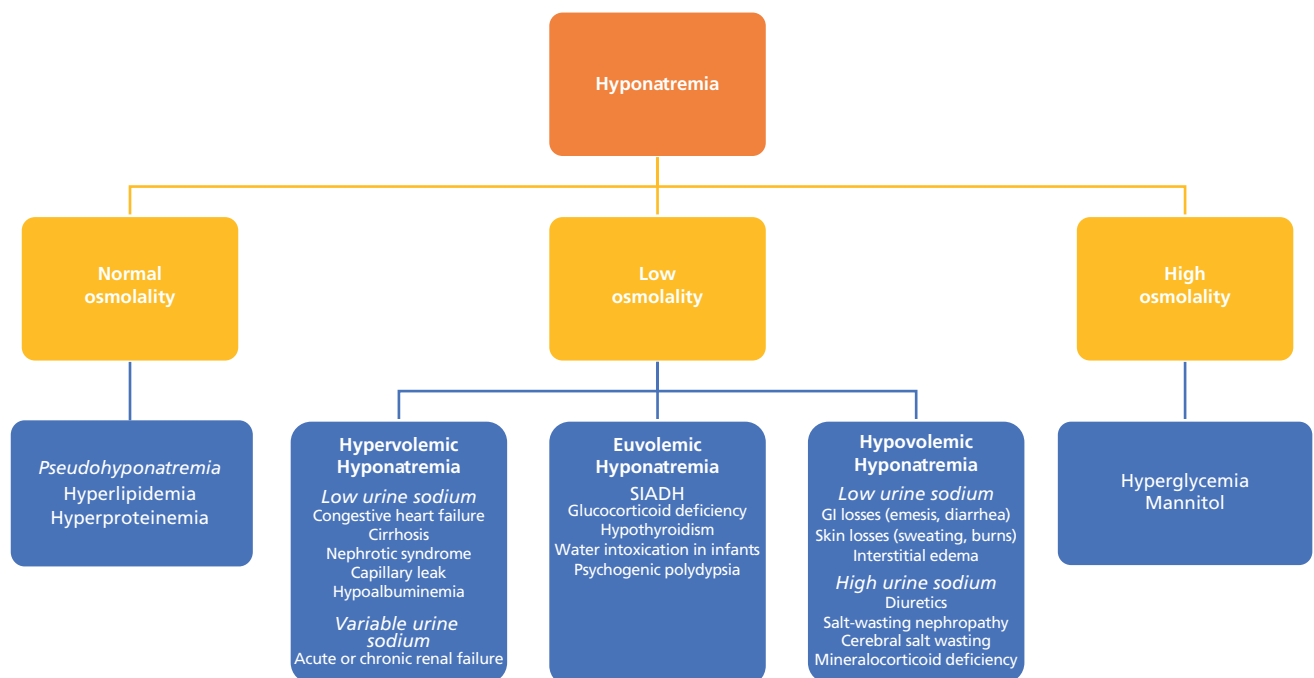 Hyponatremia
Normal
osmolality
Low
osmolality
High
osmolality
Pseudohyponatremia
Hyperlipidemia
Hyperproteinemia
Hypervolemic
Hyponatremia
Low urine sodium
Congestive heart failure
Cirrhosis
Nephrotic syndrome
Capillary leak
Hypoalbuminemia
Variable urine
sodium
Acute or chronic renal failure
Euvolemic
Hyponatremia
SIADH
Glucocorticoid deficiency
Hypothyroidism
Water intoxication in infants
Psychogenic polydypsia
Hypovolemic
Hyponatremia
Low urine sodium
GI losses (emesis, diarrhea)
Skin losses (sweating, burns)
Interstitial edema
High urine sodium
Diuretics
Salt-wasting nephropathy
Cerebral salt wasting
Mineralocorticoid deficiency
Hyperglycemia
Mannitol